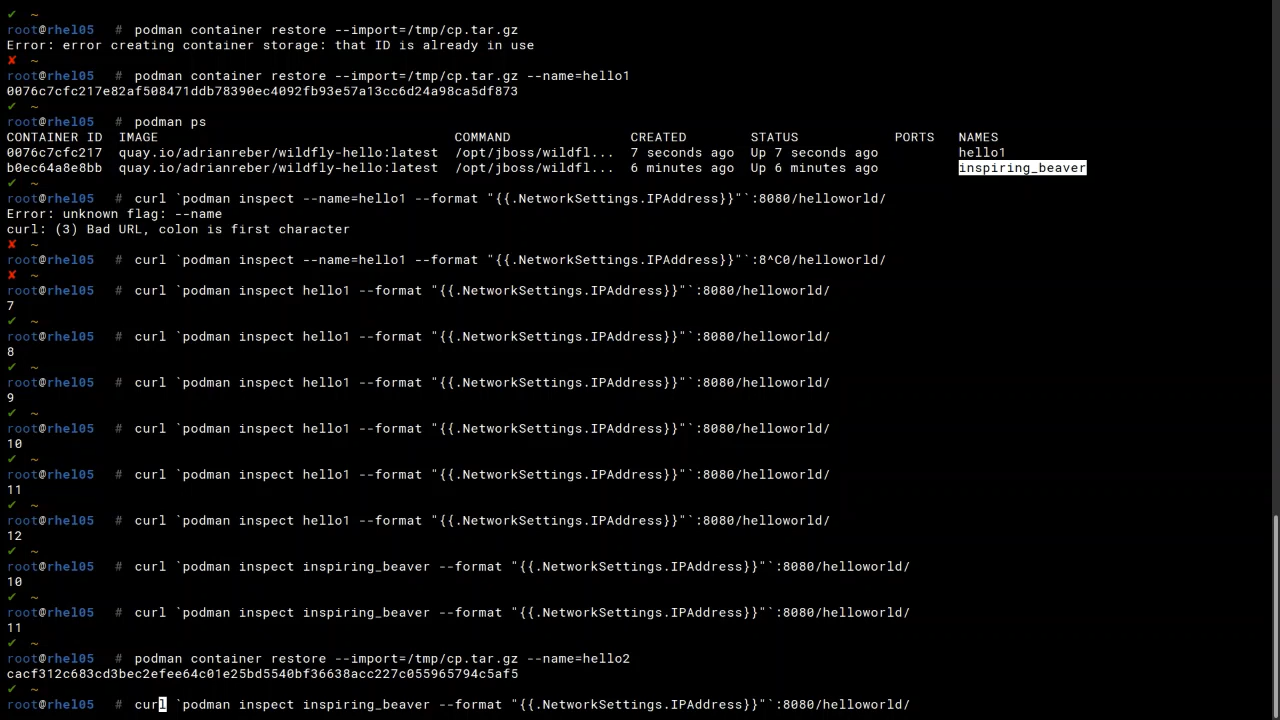 ✔ ~
root@rhel05 # podman container restore --import=/tmp/cp.tar.gz
Error: error creating container storage: that ID is already in use
✘ ~
root@rhel05 # podman container restore --import=/tmp/cp.tar.gz --name=hello1
0076c7cfc217e82af508471ddb78390ec4092fb93e57a13cc6d24a98ca5df873
✔ ~
root@rhel05 # podman ps
CONTAINER ID IMAGE COMMAND CREATED STATUS PORTS NAMES
0076c7cfc217 quay.io/adrianreber/wildfly-hello:latest /opt/jboss/wildfl... 7 seconds ago Up 7 seconds ago hello1
b0ec64a8e8bb quay.io/adrianreber/wildfly-hello:latest /opt/jboss/wildfl... 6 minutes ago Up 6 minutes ago inspiring_beaver
✔ ~
root@rhel05 # curl `podman inspect --name=hello1 --format "{{.NetworkSettings.IPAddress}}"`:8080/helloworld/
Error: unknown flag: --name
curl: (3) Bad URL, colon is first character
✘ ~
root@rhel05 # curl `podman inspect --name=hello1 --format "{{.NetworkSettings.IPAddress}}"`:8^C0/helloworld/
✘ ~
root@rhel05 # curl `podman inspect hello1 --format "{{.NetworkSettings.IPAddress}}"`:8080/helloworld/
7
✔ ~
root@rhel05 # curl `podman inspect hello1 --format "{{.NetworkSettings.IPAddress}}"`:8080/helloworld/
8
✔ ~
root@rhel05 # curl `podman inspect hello1 --format "{{.NetworkSettings.IPAddress}}"`:8080/helloworld/
9
✔ ~
root@rhel05 # curl `podman inspect hello1 --format "{{.NetworkSettings.IPAddress}}"`:8080/helloworld/
10
✔ ~
root@rhel05 # curl `podman inspect hello1 --format "{{.NetworkSettings.IPAddress}}"`:8080/helloworld/
11
✔ ~
root@rhel05 # curl `podman inspect hello1 --format "{{.NetworkSettings.IPAddress}}"`:8080/helloworld/
12
✔ ~
root@rhel05 # curl `podman inspect inspiring_beaver --format "{{.NetworkSettings.IPAddress}}"`:8080/helloworld/
10
✔ ~
root@rhel05 # curl `podman inspect inspiring_beaver --format "{{.NetworkSettings.IPAddress}}"`:8080/helloworld/
11
✔ ~
root@rhel05 # podman container restore --import=/tmp/cp.tar.gz --name=hello2
cacf312c683cd3bec2efee64c01e25bd5540bf36638acc227c055965794c5af5
✔ ~
root@rhel05 # curl `podman inspect inspiring_beaver --format "{{.NetworkSettings.IPAddress}}"`:8080/helloworld/